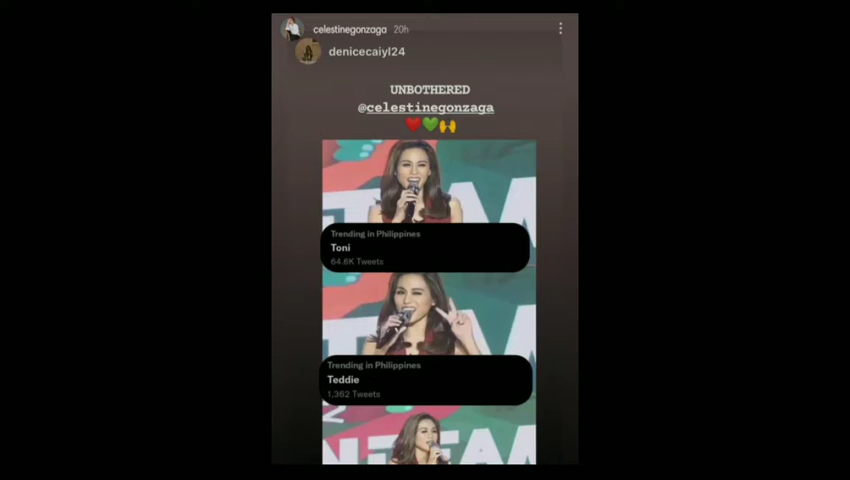 celestinegonzaga 20h
denicecaiyl24
UNBOTHERED
@celestinegonzaga
Trending in Philippines
Toni
64.6K Tweets
Trending in Philippines
Teddie
1,362 Tweets